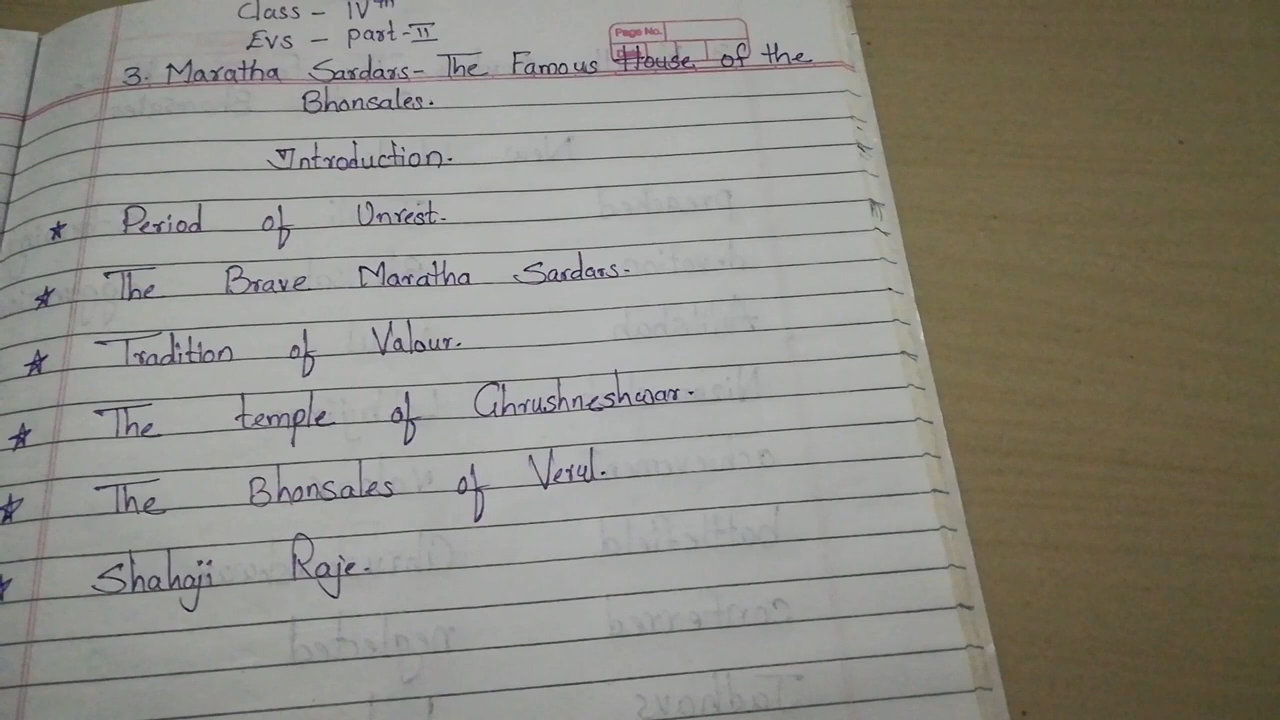 Class - IVth
EVS - part-II
Page No.
3. Maratha Sardars- The Famous House of the
Bhonsales.
Introduction.
★ Period of Unrest.
★ The Brave Maratha Sardars.
★ Tradition of Valour.
★ The temple of Ghrushneshwar.
★ The Bhonsales of Verul.
★ Shahaji Raje.